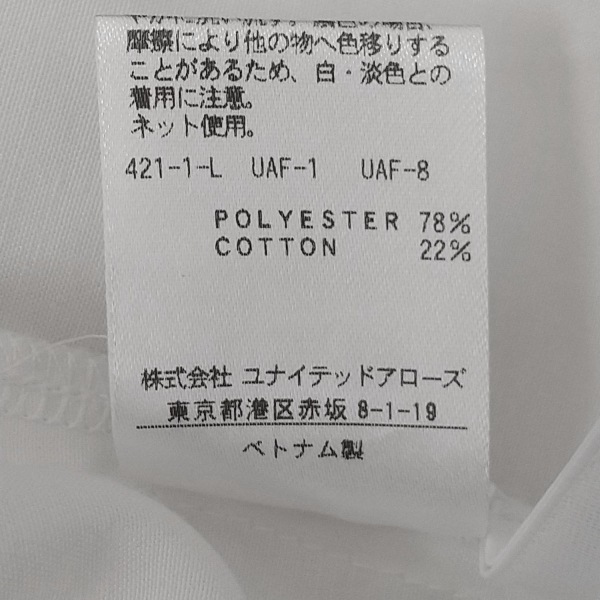 摩擦により他の物へ色移りする
ことがあるため、白・淡色との
着用に注意。
ネット使用。
421-1-L UAF-1 UAF-8
POLYESTER 78%
COTTON 22%
株式会社 ユナイテッドアローズ
東京都港区赤坂 8-1-19
ベトナム製